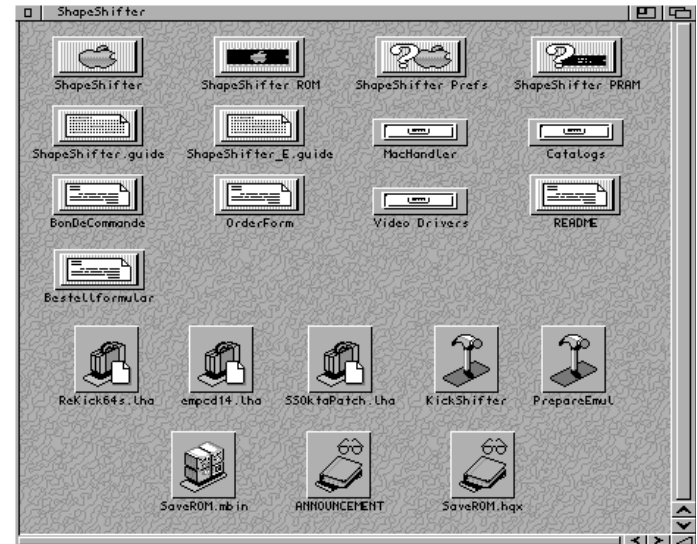 ShapeShifter
ShapeShifter
ShapeShifter ROM
ShapeShifter Prefs
ShapeShifter PRAM
ShapeShifter.guide
ShapeShifter_E.guide
MacHandler
Catalogs
BonDeCommande
OrderForm
Video Drivers
README
Bestellformular
ReKick64s.lha
empcd14.lha
SSOktaPatch.lha
KickShifter
PrepareEmul
SaveROM.mbin
ANNOUNCEMENT
SaveROM.hqx